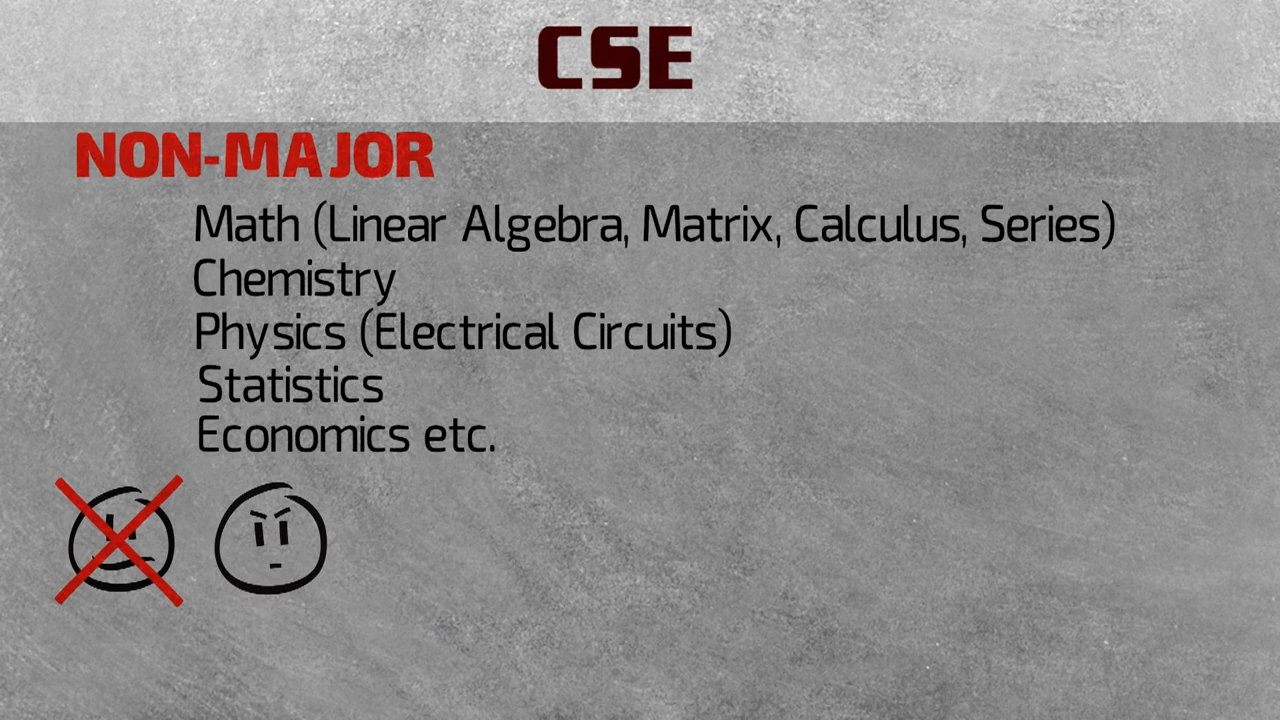 CSE
NON-MAJOR
Math (Linear Algebra, Matrix, Calculus, Series)
Chemistry
Physics (Electrical Circuits)
Statistics
Economics etc.